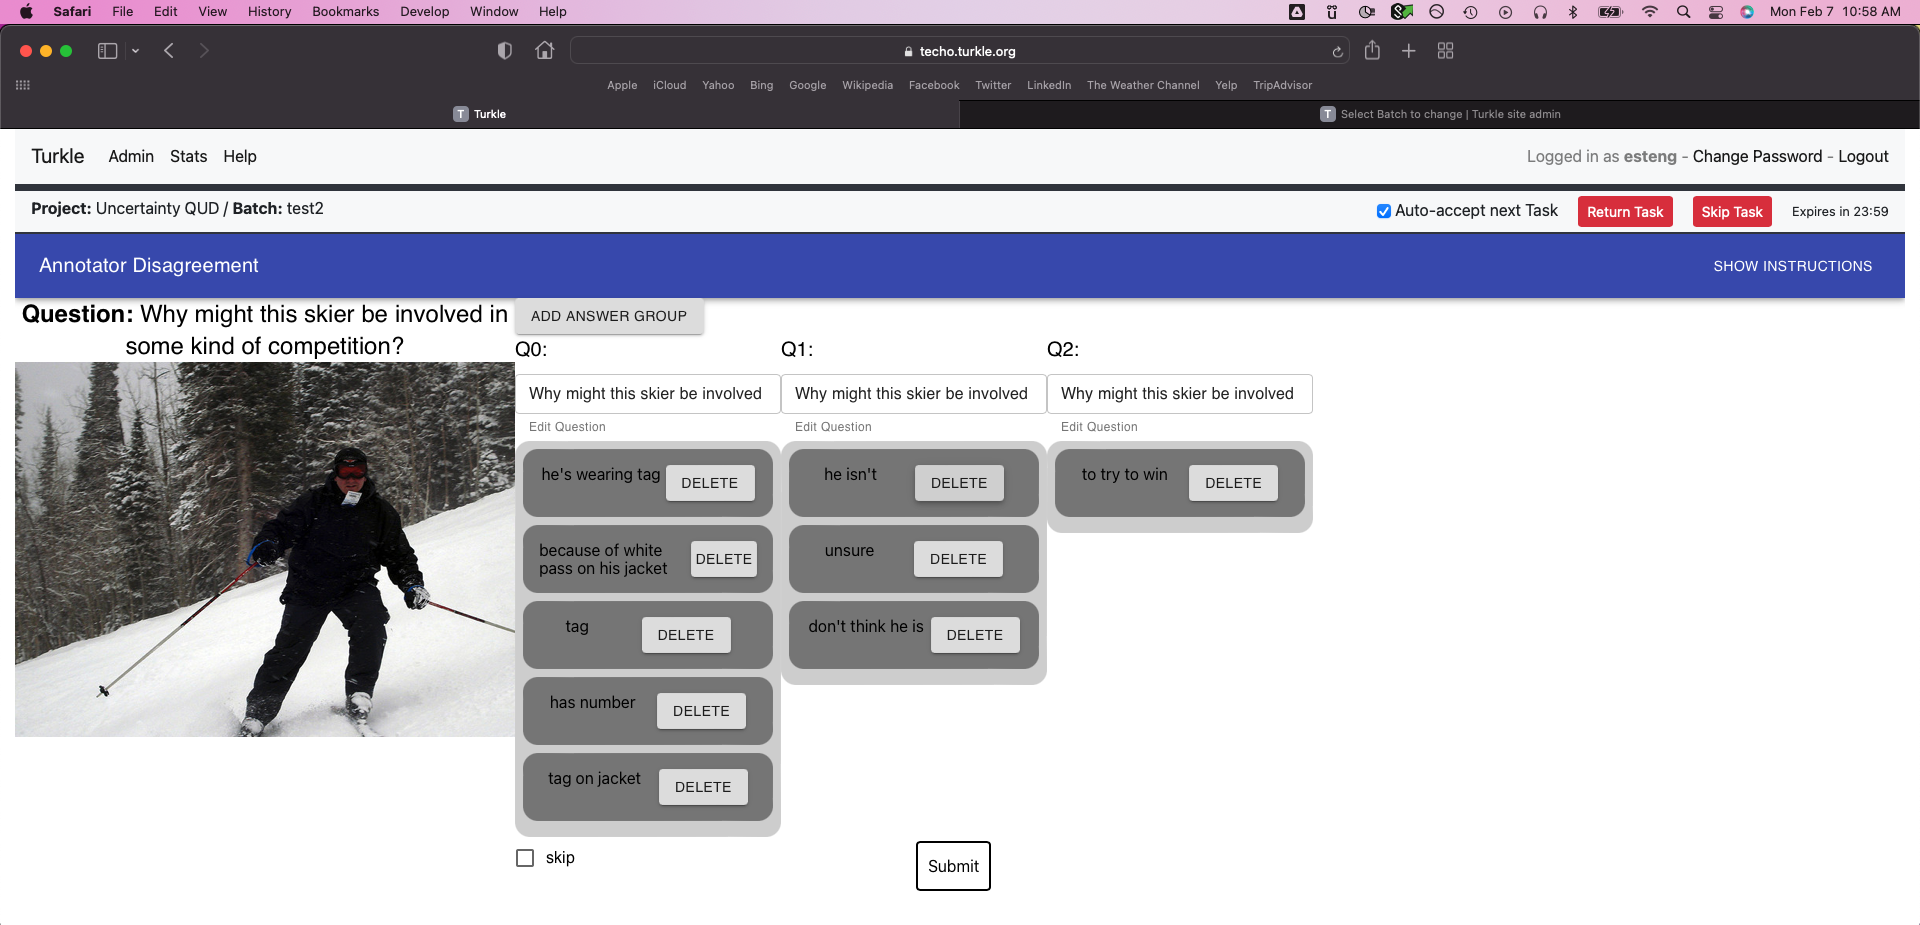 Safari File Edit View History Bookmarks Develop Window Help Mon Feb 7 10:58 AM
techo.turkle.org
Apple iCloud Yahoo Bing Google Wikipedia Facebook Twitter LinkedIn The Weather Channel Yelp TripAdvisor
T Turkle T Select Batch to change | Turkle site admin
Turkle Admin Stats Help Logged in as esteng - Change Password - Logout
Project: Uncertainty QUD / Batch: test2 Auto-accept next Task Return Task Skip Task Expires in 23:59
Annotator Disagreement SHOW INSTRUCTIONS
Question: Why might this skier be involved in
some kind of competition?
ADD ANSWER GROUP
Q0: Q1: Q2:
Why might this skier be involved Why might this skier be involved Why might this skier be involved
Edit Question Edit Question Edit Question
he's wearing tag DELETE he isn't DELETE to try to win DELETE
because of white
pass on his jacket DELETE unsure DELETE
tag DELETE don't think he is DELETE
has number DELETE
tag on jacket DELETE
skip Submit